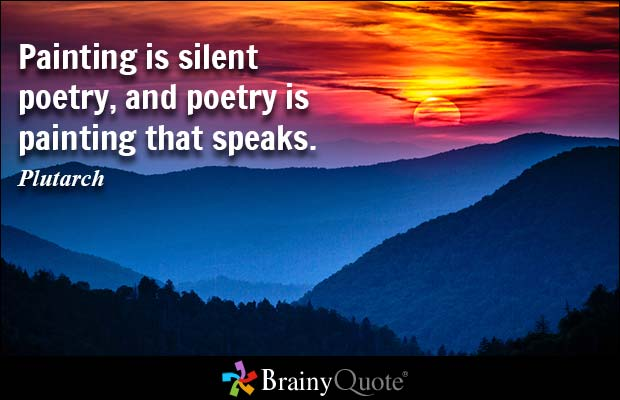 Painting is silent
poetry, and poetry is
painting that speaks.
Plutarch
BrainyQuote®